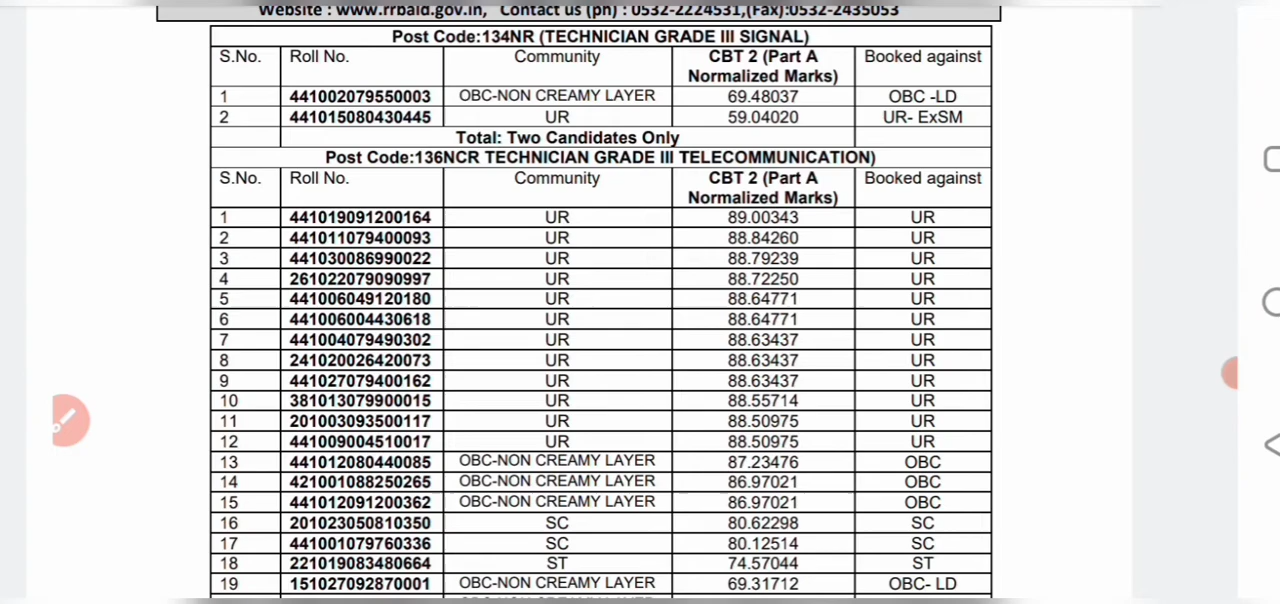 Website : www.rrbald.gov.in, Contact us (ph) : 0532-2224531,(Fax):0532-2435053
Post Code:134NR (TECHNICIAN GRADE III SIGNAL)
S.No. Roll No. Community CBT 2 (Part A Normalized Marks) Booked against
1 441002079550003 OBC-NON CREAMY LAYER 69.48037 OBC -LD
2 441015080430445 UR 59.04020 UR- ExSM
Total: Two Candidates Only
Post Code:136NCR TECHNICIAN GRADE III TELECOMMUNICATION)
S.No. Roll No. Community CBT 2 (Part A Normalized Marks) Booked against
1 441019091200164 UR 89.00343 UR
2 441011079400093 UR 88.84260 UR
3 441030086990022 UR 88.79239 UR
4 261022079090997 UR 88.72250 UR
5 441006049120180 UR 88.64771 UR
6 441006004430618 UR 88.64771 UR
7 441004079490302 UR 88.63437 UR
8 241020026420073 UR 88.63437 UR
9 441027079400162 UR 88.63437 UR
10 381013079900015 UR 88.55714 UR
11 201003093500117 UR 88.50975 UR
12 441009004510017 UR 88.50975 UR
13 441012080440085 OBC-NON CREAMY LAYER 87.23476 OBC
14 421001088250265 OBC-NON CREAMY LAYER 86.97021 OBC
15 441012091200362 OBC-NON CREAMY LAYER 86.97021 OBC
16 201023050810350 SC 80.62298 SC
17 441001079760336 SC 80.12514 SC
18 221019083480664 ST 74.57044 ST
19 151027092870001 OBC-NON CREAMY LAYER 69.31712 OBC- LD